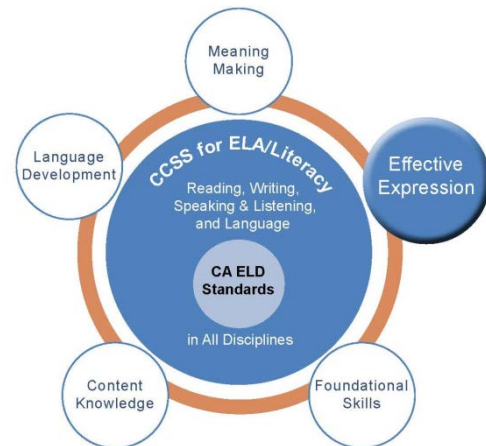 Meaning
Making
Effective
Expression
Foundational
Skills
Content
Knowledge
Language
Development
CCSS for ELA/Literacy
Reading, Writing,
Speaking & Listening,
and Language
CA ELD
Standards
in All Disciplines